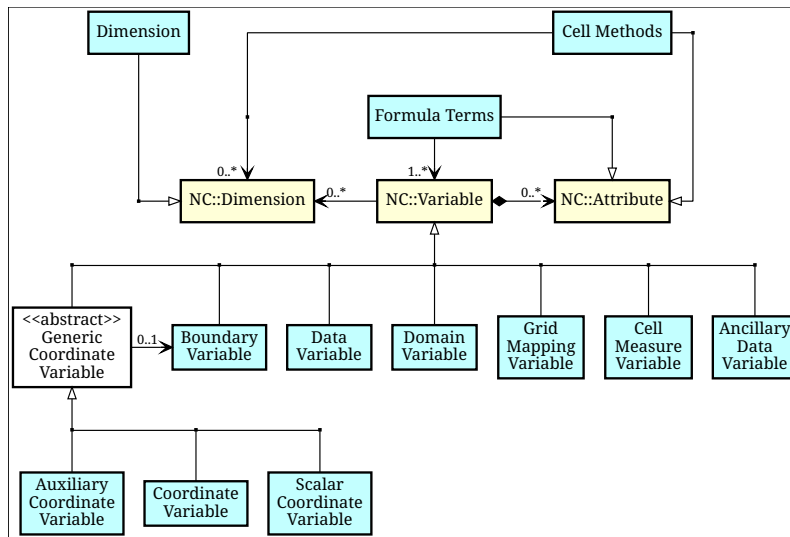 Dimension
Cell Methods
Formula Terms
0..*
1..*
NC::Dimension
0..*
NC::Variable
0..*
NC::Attribute
<<abstract>>
Generic
Coordinate
Variable
0..1
Boundary
Variable
Data
Variable
Domain
Variable
Grid
Mapping
Variable
Cell
Measure
Variable
Ancillary
Data
Variable
Auxiliary
Coordinate
Variable
Coordinate
Variable
Scalar
Coordinate
Variable